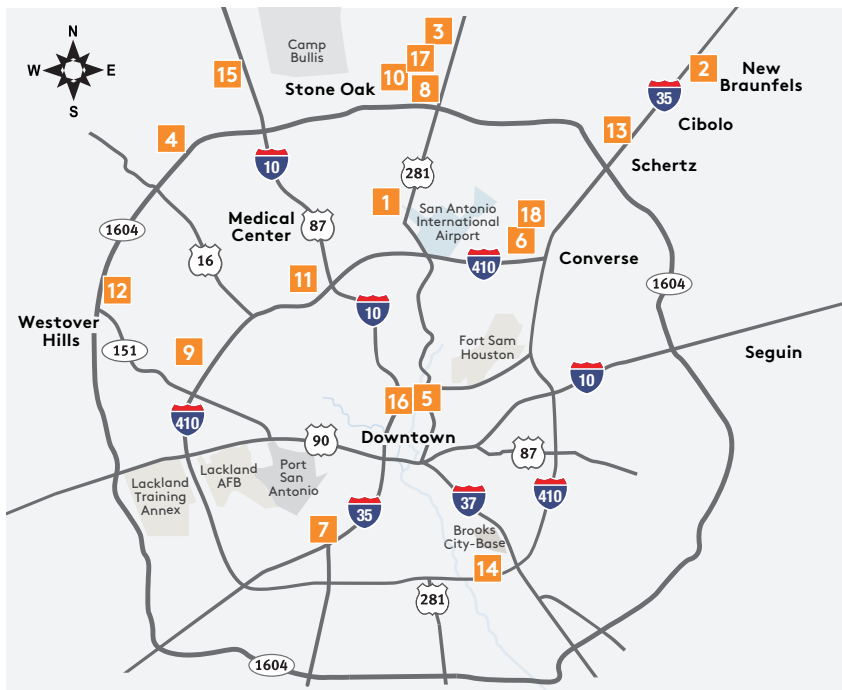 N
W
E
S
Camp
Bullis
3
17
10
8
15
Stone Oak
2
New
Braunfels
35
Cibolo
13
Schertz
4
10
281
1
San Antonio
International
Airport
18
6
Medical
Center
87
1604
16
410
Converse
11
12
1604
10
Westover
Hills
151
9
Fort Sam
Houston
Seguin
10
16
5
410
Downtown
90
87
Lackland
Training
Annex
Lackland
AFB
Port
San
Antonio
37
410
35
7
Brooks
City-Base
14
281
1604